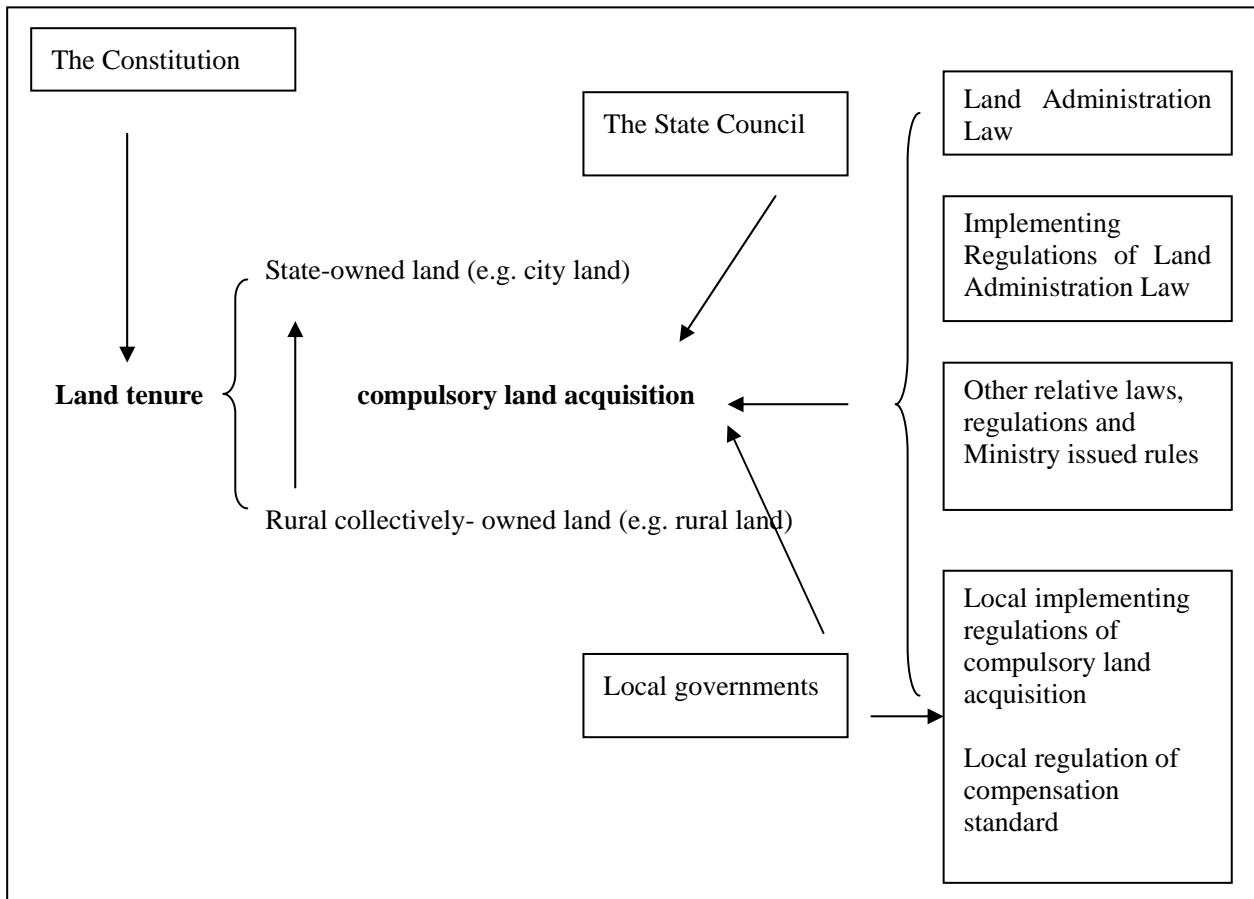 The Constitution
The State Council
Land Administration
Law
Implementing
Regulations of Land
Administration Law
State-owned land (e.g. city land)
Land tenure
compulsory land acquisition
Other relative laws,
regulations and
Ministry issued rules
Rural collectively- owned land (e.g. rural land)
Local governments
Local implementing
regulations of
compulsory land
acquisition
Local regulation of
compensation
standard